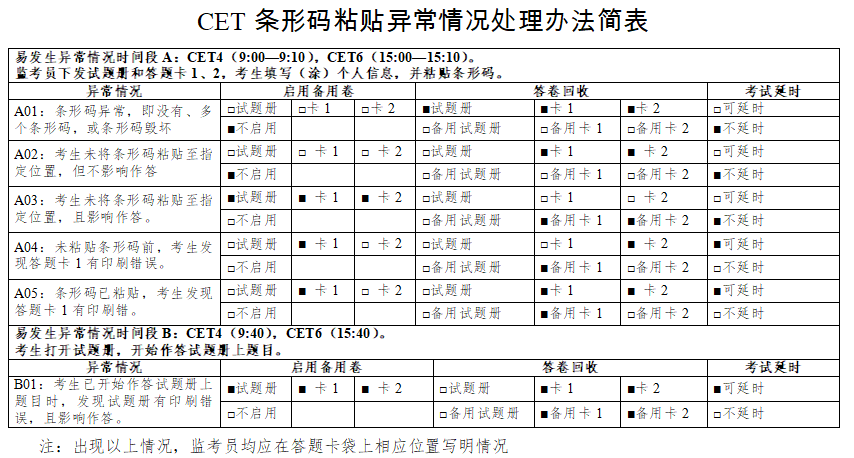 CET 条形码粘贴异常情况处理办法简表
易发生异常情况时间段 A：CET4（9:00—9:10），CET6（15:00—15:10）。
监考员下发试题册和答题卡 1、2，考生填写（涂）个人信息，并粘贴条形码。
异常情况 启用备用卷 答卷回收 考试延时
A01：条形码异常，即没有、多
个条形码，或条形码毁坏
□试题册 □卡 1 □卡 2 ■试题册 ■卡 1 ■卡 2 □可延时
■不启用 □备用试题册 □备用卡 1 □备用卡 2 ■不延时
A02：考生未将条形码粘贴至指
定位置，但不影响作答
□试题册 □ 卡 1 □ 卡 2 □试题册 ■卡 1 ■ 卡 2 □可延时
■不启用 □备用试题册 □备用卡 1 □备用卡 2 ■不延时
A03：考生未将条形码粘贴至指
定位置，且影响作答。
■试题册 ■ 卡 1 ■ 卡 2 □试题册 □卡 1 □ 卡 2 □可延时
□不启用 □备用试题册 ■备用卡 1 ■备用卡 2 ■不延时
A04：未粘贴条形码前，考生发
现答题卡 1 有印刷错误。
□试题册 ■ 卡 1 □ 卡 2 □试题册 □卡 1 ■ 卡 2 ■可延时
□不启用 □备用试题册 ■备用卡 1 □备用卡 2 □不延时
A05：条形码已粘贴，考生发现
答题卡 1 有印刷错。
□试题册 ■ 卡 1 □ 卡 2 □试题册 ■卡 1 ■ 卡 2 ■可延时
□不启用 □备用试题册 ■备用卡 1 □备用卡 2 □不延时
易发生异常情况时间段 B：CET4（9:40），CET6（15:40）。
考生打开试题册，开始作答试题册上题目。
异常情况 启用备用卷 答卷回收 考试延时
B01：考生已开始作答试题册上
题目时，发现试题册有印刷错
误，且影响作答。
■试题册 ■ 卡 1 ■ 卡 2 □试题册 ■卡 1 ■卡 2 ■可延时
□不启用 □备用试题册 ■备用卡 1 ■备用卡 2 □不延时
注：出现以上情况，监考员均应在答题卡袋上相应位置写明情况